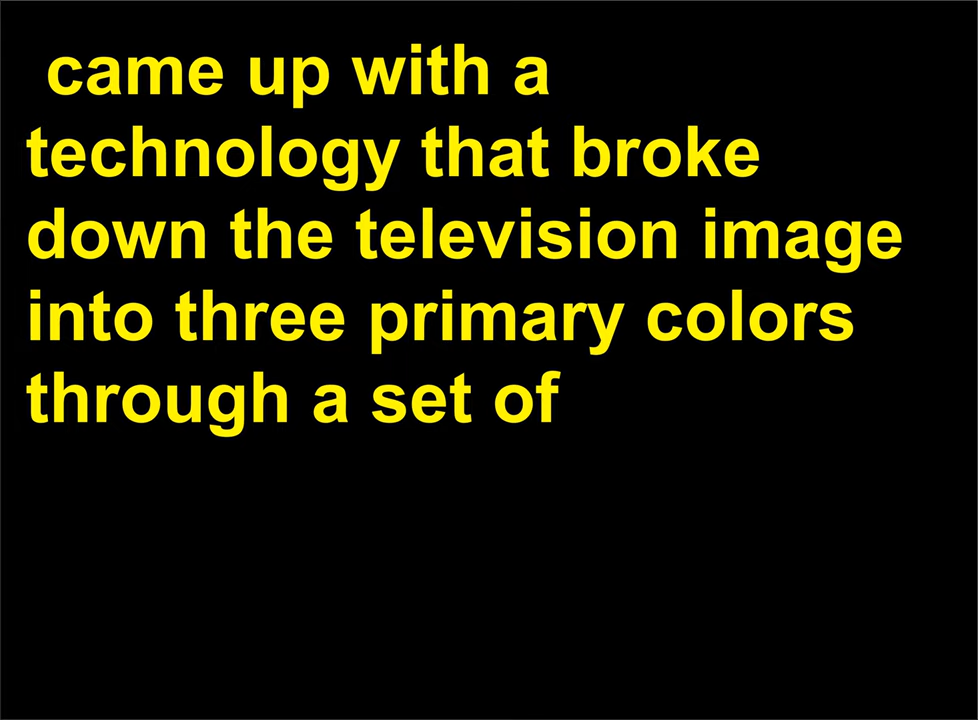 came up with a
technology that broke
down the television image
into three primary colors
through a set of